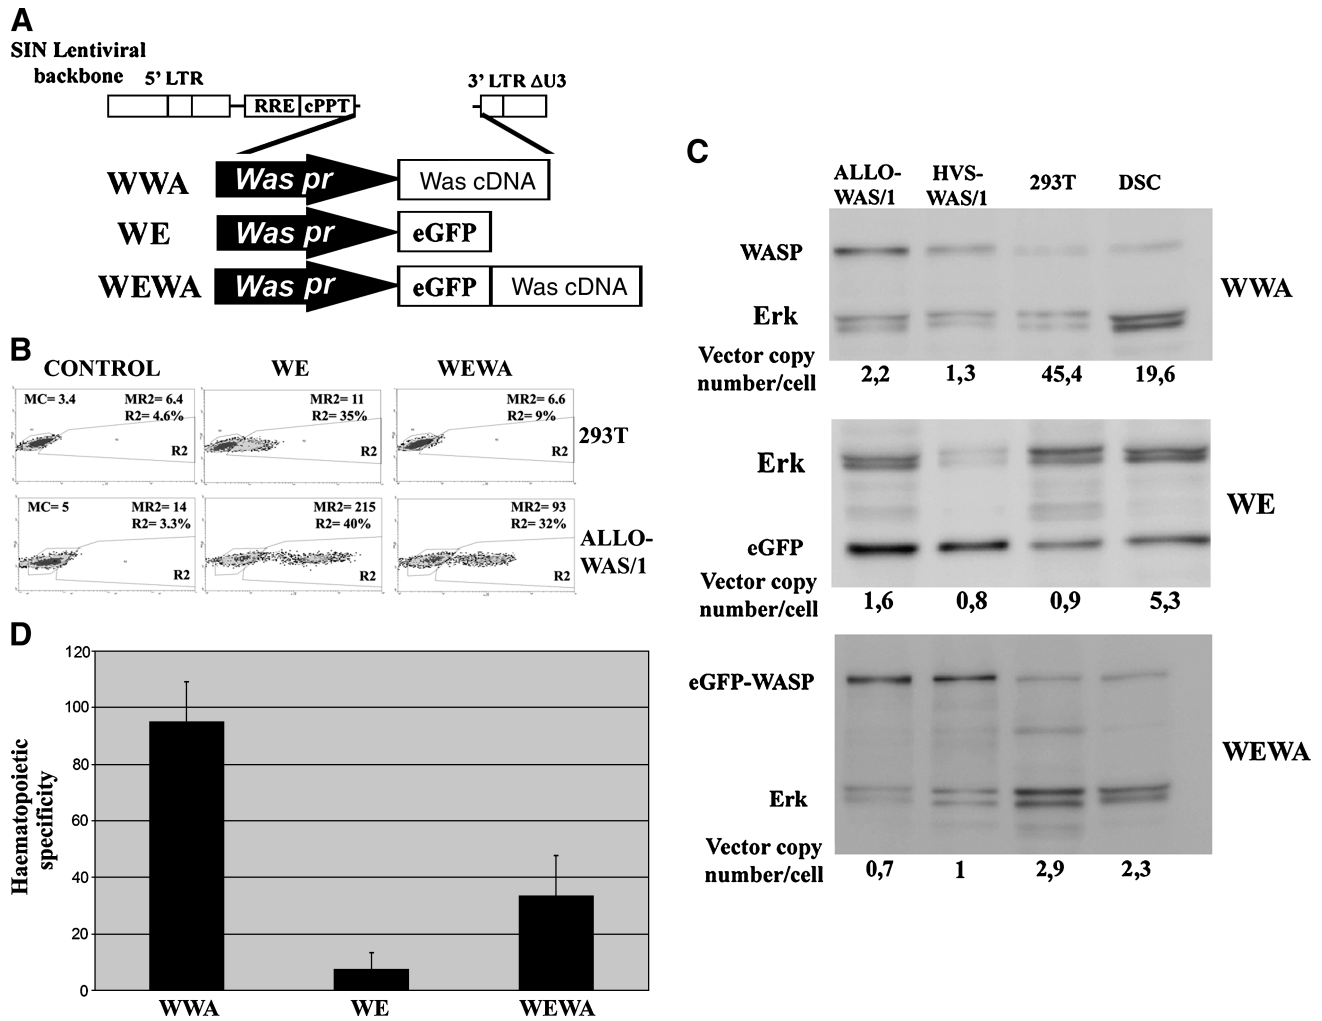 A
SIN Lentiviral
backbone
5' LTR
3' LTR ΔU3
RRE cPPT
WWA Was pr Was cDNA
WE Was pr eGFP
WEWA Was pr eGFP Was cDNA
B
CONTROL WE WEWA
MC= 3.4 MR2= 6.4 MR2= 11 MR2= 6.6
R2= 4.6% R2= 35% R2= 9%
R2 R2 R2
293T
MC= 5 MR2= 14 MR2= 215 MR2= 93
R2= 3.3% R2= 40% R2= 32%
R2 R2 R2
ALLO-
WAS/1
C
ALLO-
WAS/1
HVS-
WAS/1
293T
DSC
WASP
Erk
WWA
Vector copy
number/cell
2,2 1,3 45,4 19,6
Erk
eGFP
WE
Vector copy
number/cell
1,6 0,8 0,9 5,3
eGFP-WASP
Erk
WEWA
Vector copy
number/cell
0,7 1 2,9 2,3
D
Haematopoietic
specificity
120
100
80
60
40
20
0
WWA WE WEWA